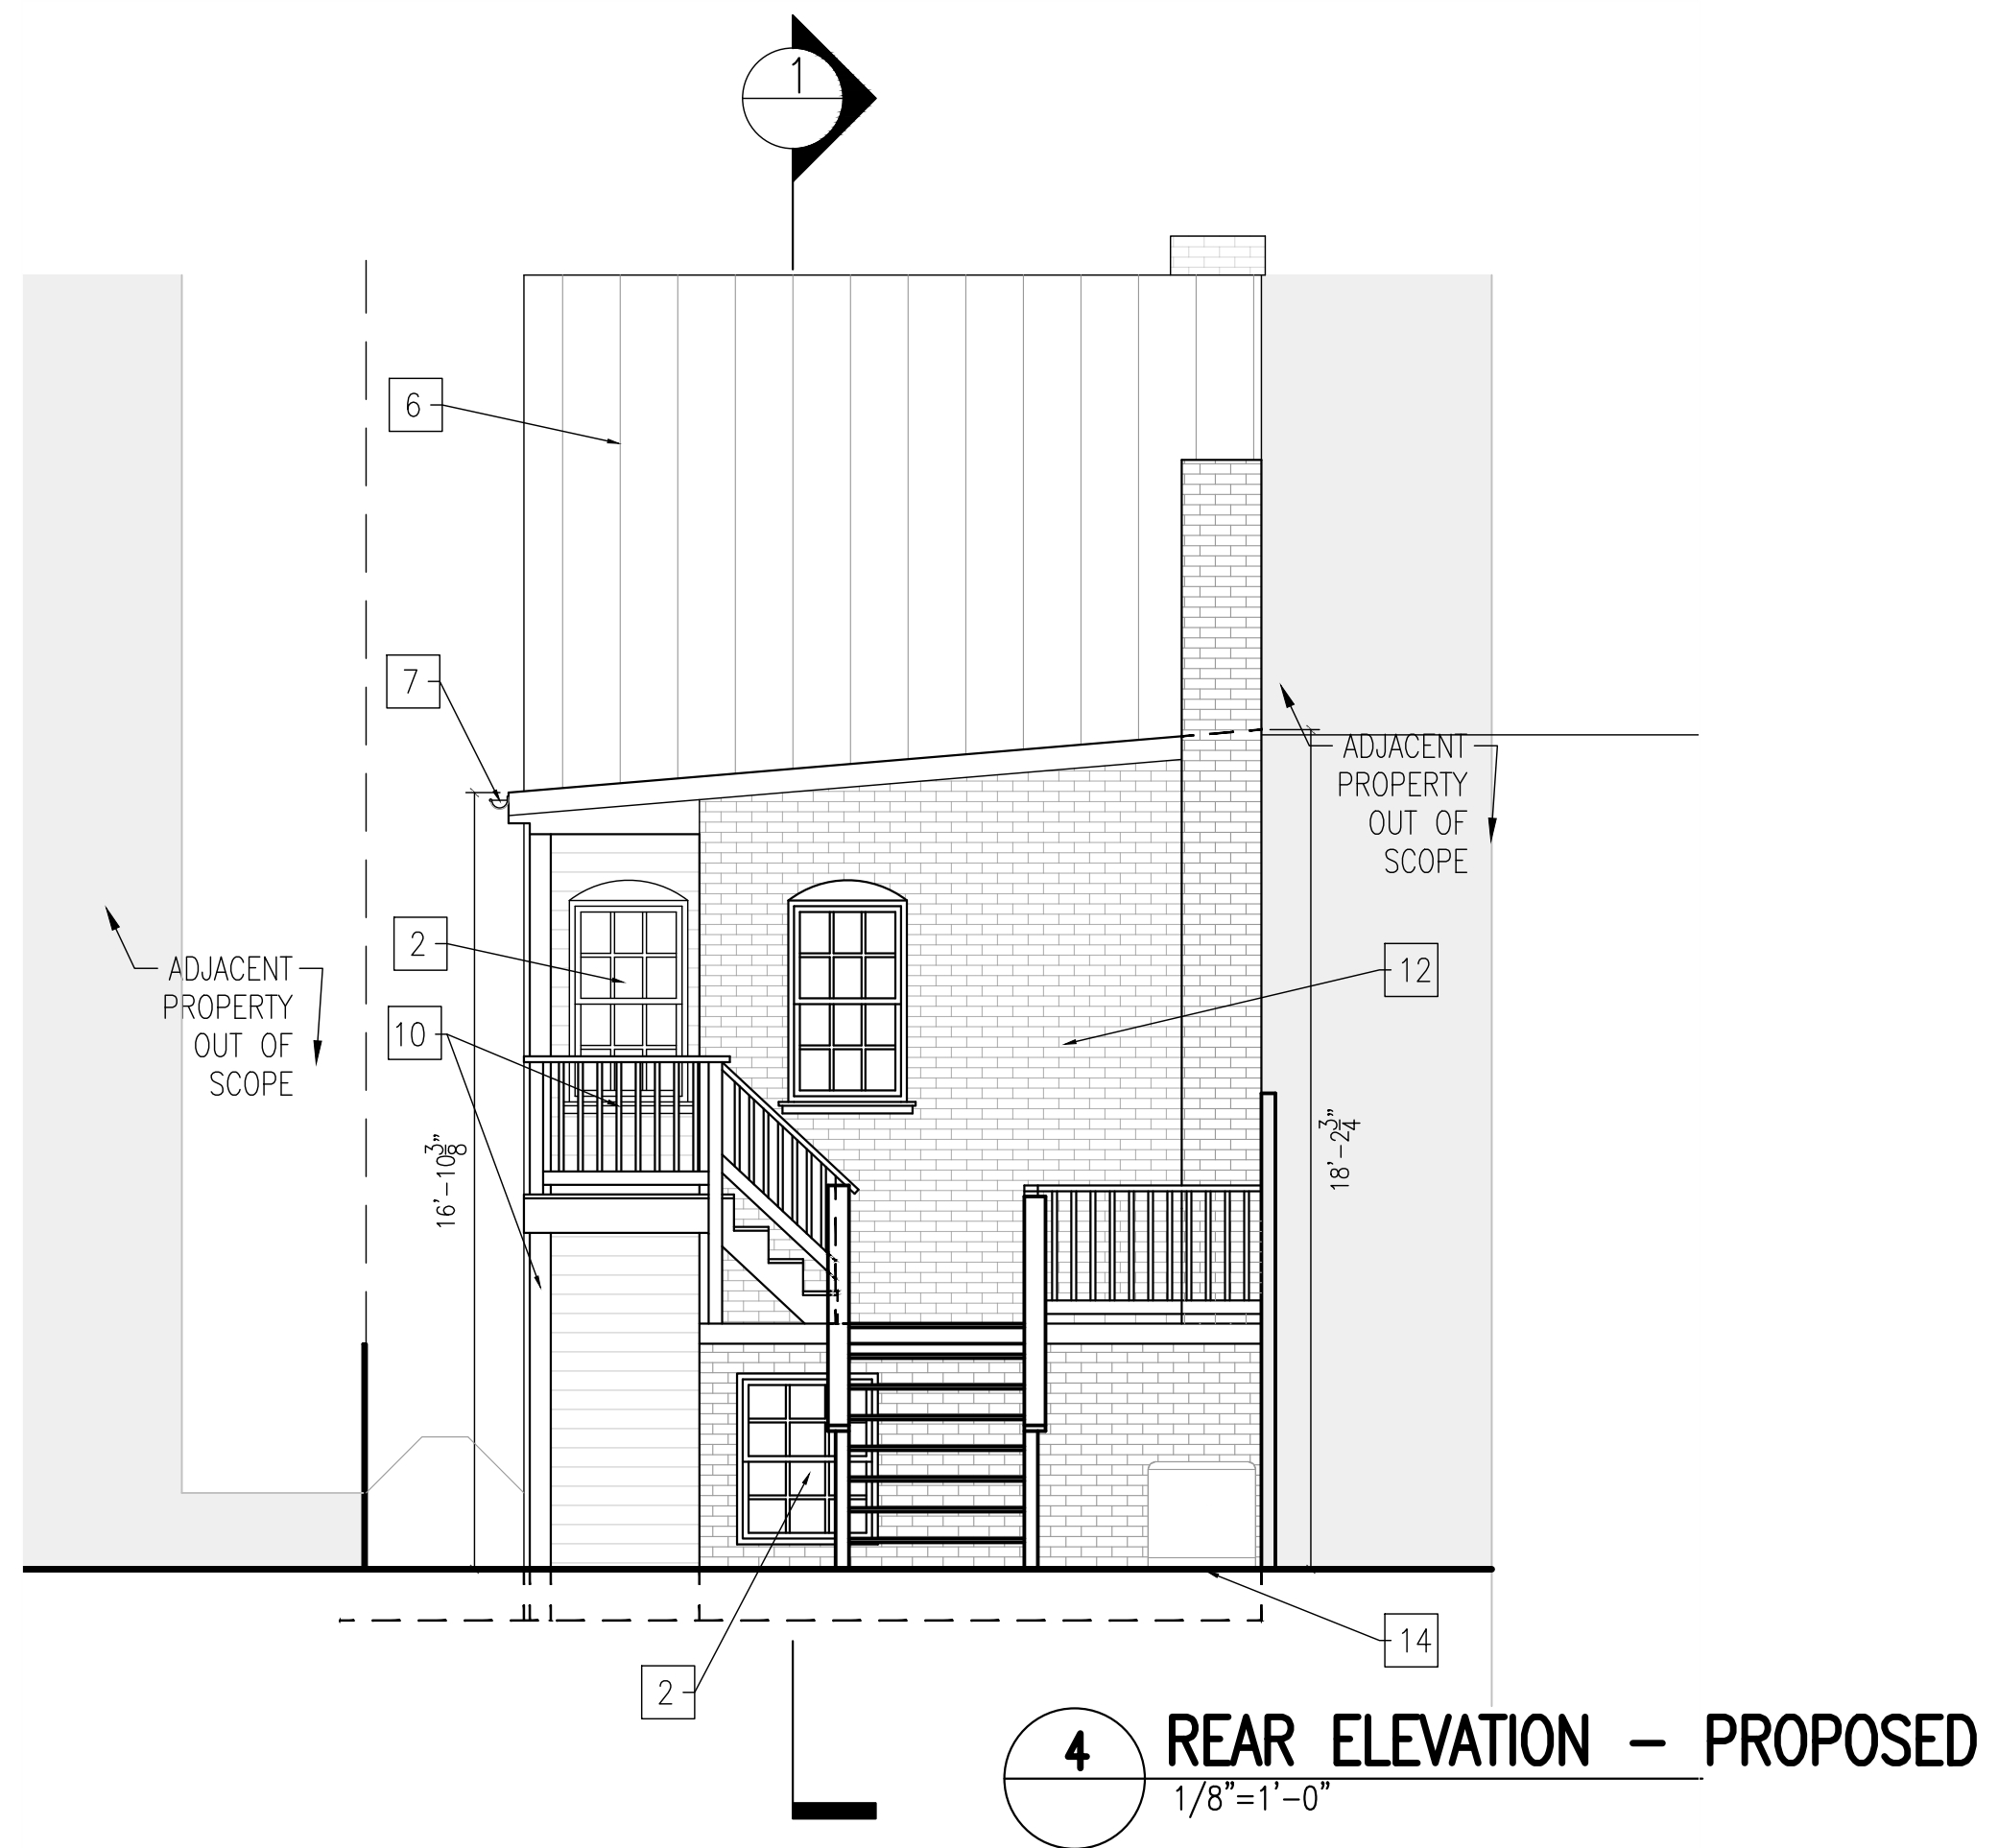 1
6
7
ADJACENT
PROPERTY
OUT OF
SCOPE
2
12
ADJACENT
PROPERTY
OUT OF
SCOPE
10
16'-10 3/8"
18'-2 3/4"
14
2
4
REAR ELEVATION - PROPOSED
1/8"=1'-0"